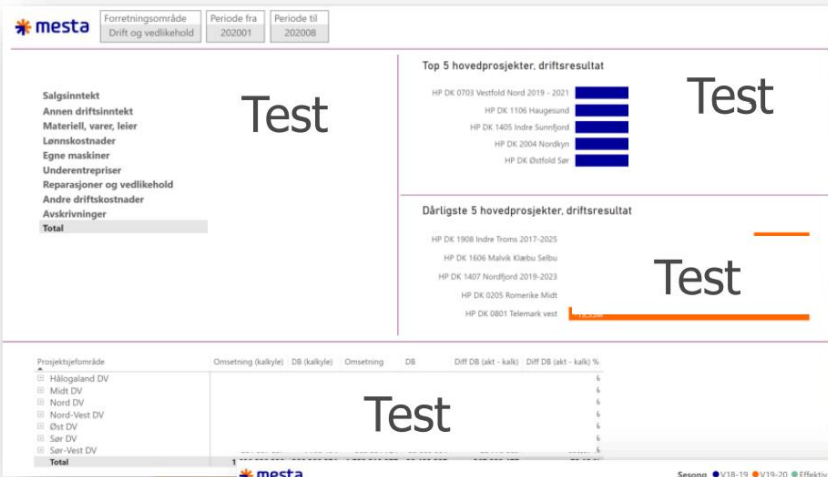 mesta
Forretningsområde
Drift og vedlikehold
Periode fra
202001
Periode til
202008
Salgsinntekt
Annen driftsinntekt
Materiell, varer, leier
Lønnskostnader
Egne maskiner
Underentrepriser
Reparasjoner og vedlikehold
Andre driftskostnader
Avskrivninger
Total
Test
Top 5 hovedprosjekter, driftsresultat
HP DK 0703 Vestfold Nord 2019 - 2021
HP DK 1106 Haugesund
HP DK 1405 Indre Sunnfjord
HP DK 2004 Nordkyn
HP DK Østfold Sør
Test
Dårligste 5 hovedprosjekter, driftsresultat
HP DK 1908 Indre Troms 2017-2025
HP DK 1606 Malvik Klæbu Selbu
HP DK 1407 Nordfjord 2019-2023
HP DK 0205 Romerike Midt
HP DK 0801 Telemark vest
Test
Prosjektsjefområde Omsetning (kalkyle) DB (kalkyle) Omsetning DB Diff DB (akt - kalk) Diff DB (akt - kalk) %
Hålogaland DV
Midt DV
Nord DV
Nord-Vest DV
Øst DV
Sør DV
Sør-Vest DV
Total
Test
mesta
Sesong V18-19 V19-20 Effektiv